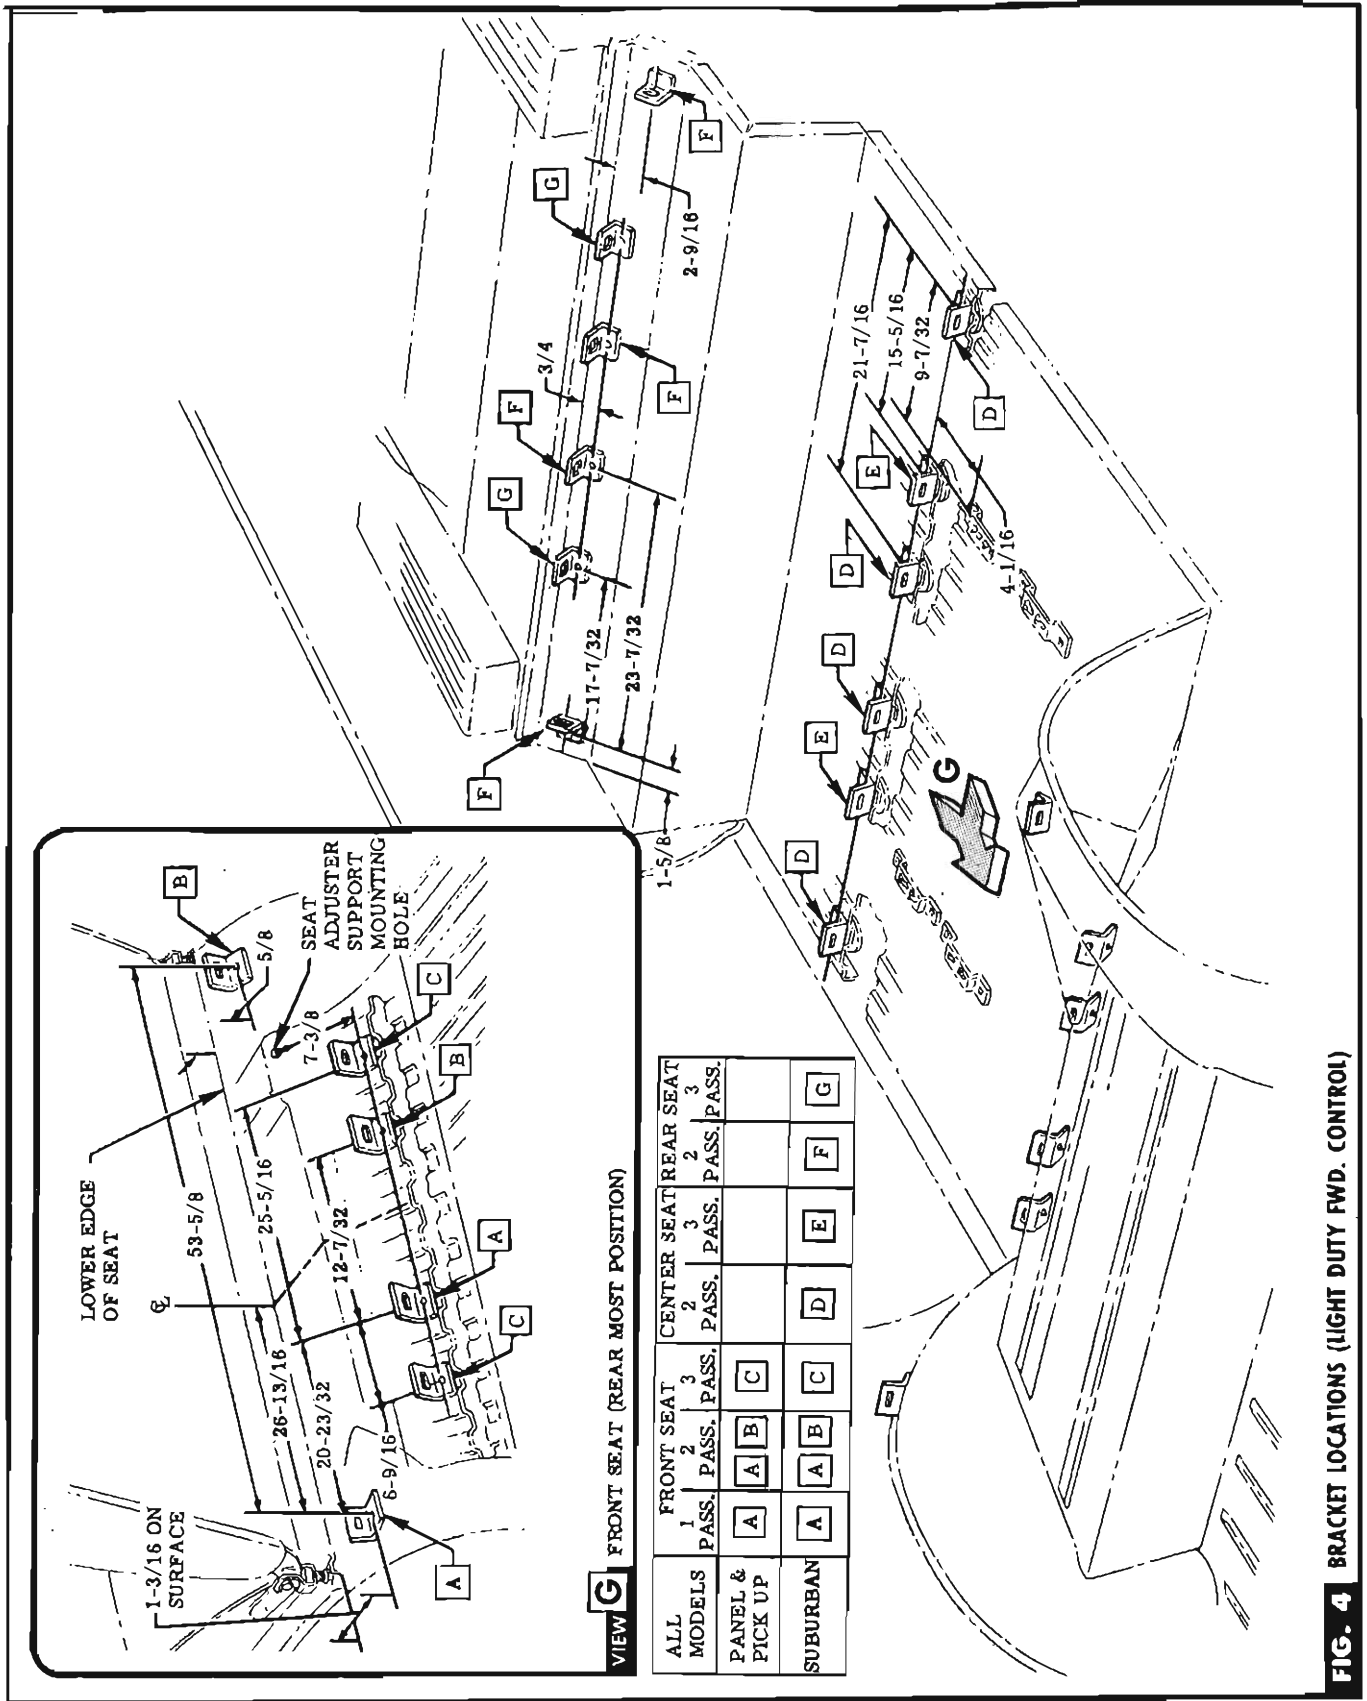 1-3/16 ON
SURFACE
LOWER EDGE
OF SEAT
℄
53-5/8
26-13/16
25-5/16
20-23/32
12-7/32
6-9/16
7-3/8
5/8
SEAT
ADJUSTER
SUPPORT
MOUNTING
HOLE
A
C
A
B
C
B
VIEW G FRONT SEAT (REAR MOST POSITION)
F
G
F
F
G
F
3/4
2-9/16
17-7/32
23-7/32
1-5/8
D
E
D
D
E
D
21-7/16
15-5/16
9-7/32
4-1/16
G
ALL
MODELS
FRONT SEAT
1
PASS.
2
PASS.
3
PASS.
CENTER SEAT
2
PASS.
3
PASS.
REAR SEAT
2
PASS.
3
PASS.
PANEL &
PICK UP
A
A B
C
SUBURBAN
A
A B
C
D
E
F
G
FIG. 4 BRACKET LOCATIONS (LIGHT DUTY FWD. CONTROL)